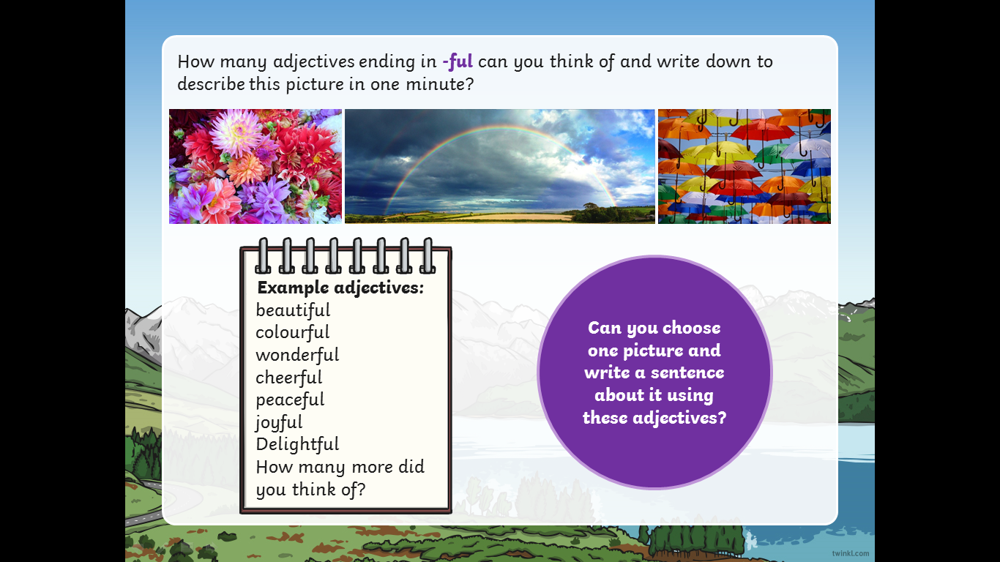 How many adjectives ending in -ful can you think of and write down to
describe this picture in one minute?
Example adjectives:
beautiful
colourful
wonderful
cheerful
peaceful
joyful
Delightful
How many more did
you think of?
Can you choose
one picture and
write a sentence
about it using
these adjectives?
twinkl.com